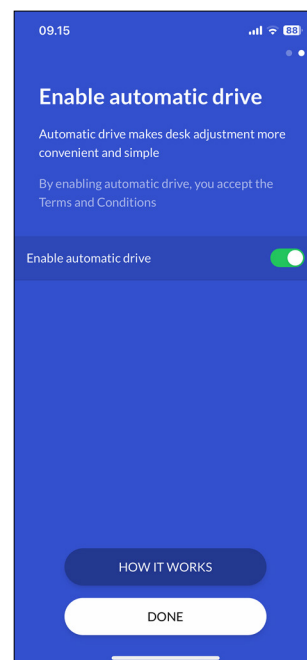 09.15
88
Enable automatic drive
Automatic drive makes desk adjustment more
convenient and simple
By enabling automatic drive, you accept the
Terms and Conditions
Enable automatic drive
HOW IT WORKS
DONE